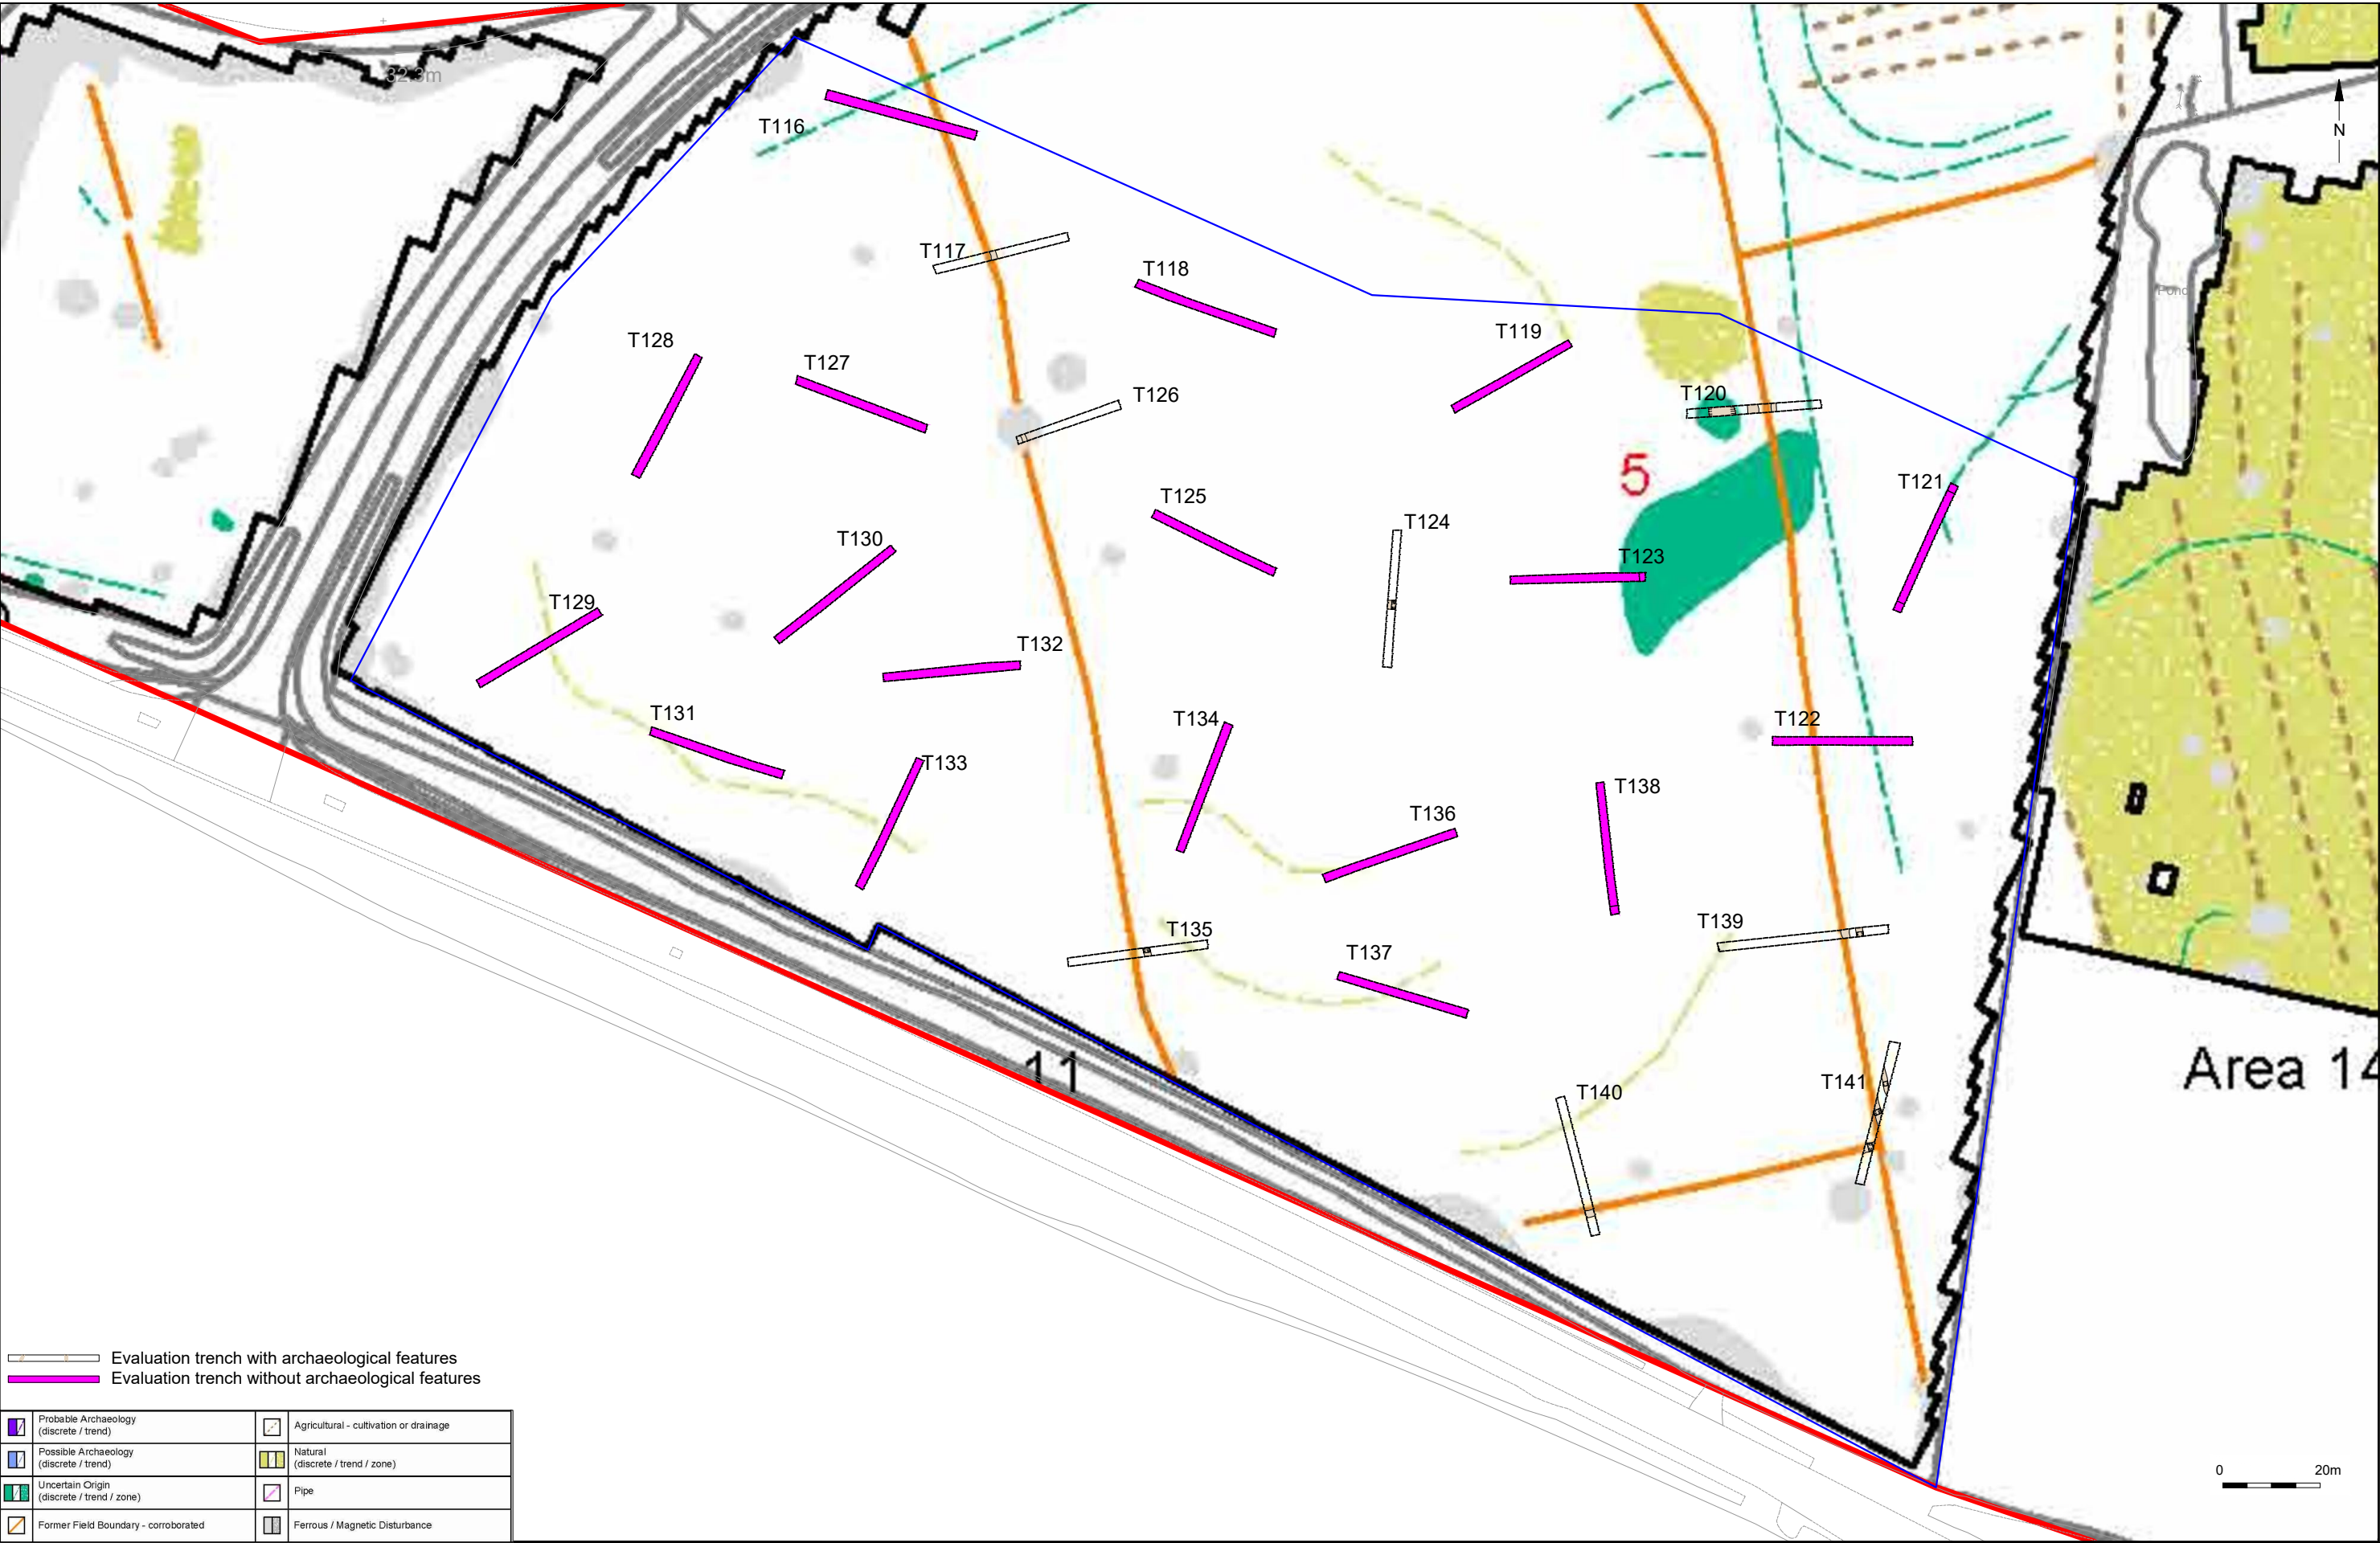 32.3m
N
T116
T117
T118
Pond
T119
T128
T127
T126
T120
5
T121
T125
T124
T130
T123
T129
T132
T131
T134
T122
T133
T138
T136
T135
T139
T137
11
Area 14
T141
T140
Evaluation trench with archaeological features
Evaluation trench without archaeological features
Probable Archaeology
(discrete / trend)
Agricultural - cultivation or drainage
Possible Archaeology
(discrete / trend)
Natural
(discrete / trend / zone)
Uncertain Origin
(discrete / trend / zone)
Pipe
Former Field Boundary - corroborated
Ferrous / Magnetic Disturbance
0 20m